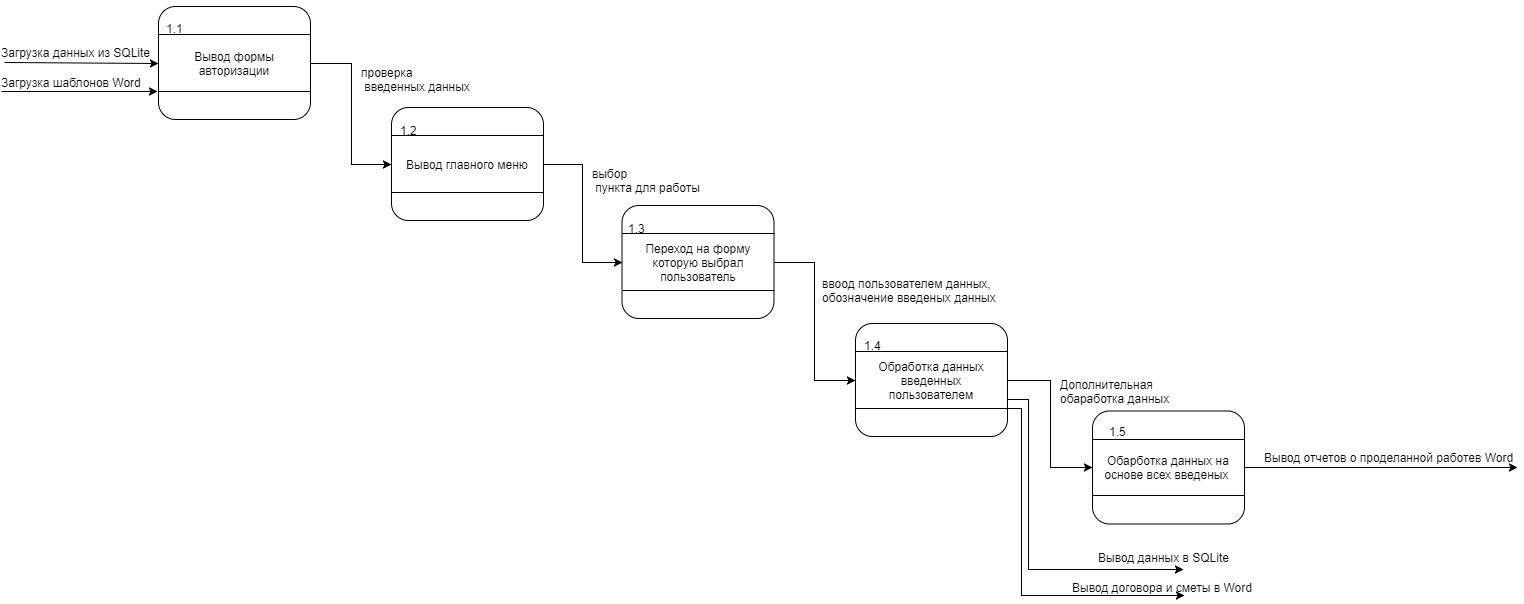 1.1
Загрузка данных из SQLite
Вывод формы
авторизации
Загрузка шаблонов Word
проверка
введенных данных
1.2
Вывод главного меню
выбор
пункта для работы
1.3
Переход на форму
которую выбрал
пользователь
ввоод пользователем данных,
обозначение введеных данных
1.4
Обработка данных
введенных
пользователем
Дополнительная
обаработка данных
1.5
Обарботка данных на
основе всех введеных
Вывод отчетов о проделанной работев Word
Вывод данных в SQLite
Вывод договора и сметы в Word